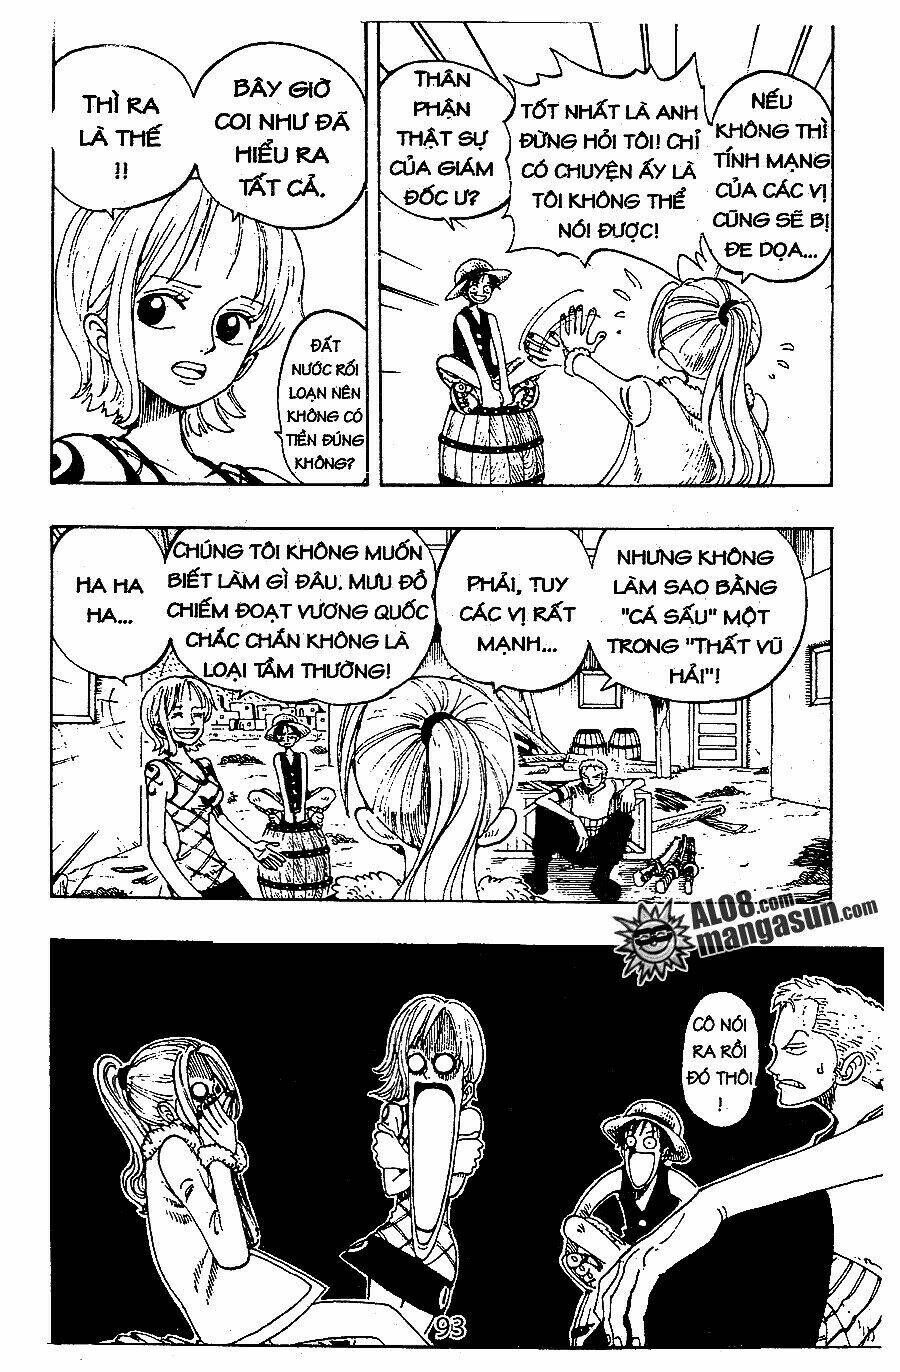 THÌ RA
LÀ THẾ
!!
BÂY GIỜ
COI NHƯ ĐÃ
HIỂU RA
TẤT CẢ.
ĐẤT
NƯỚC RỐI
LOẠN NÊN
KHÔNG CÓ
TIỀN ĐÚNG
KHÔNG?
THÂN
PHẬN
THẬT SỰ
CỦA GIÁM
ĐỐC Ư?
TỐT NHẤT LÀ ANH
ĐỪNG HỎI TÔI! CHỈ
CÓ CHUYỆN ẤY LÀ
TÔI KHÔNG THỂ
NÓI ĐƯỢC!
NẾU
KHÔNG THÌ
TÍNH MẠNG
CỦA CÁC VỊ
CŨNG SẼ BỊ
ĐE DỌA...
HA HA
HA...
CHÚNG TÔI KHÔNG MUỐN
BIẾT LÀM GÌ ĐÂU. MƯU ĐỒ
CHIẾM ĐOẠT VƯƠNG QUỐC
CHẮC CHẮN KHÔNG LÀ
LOẠI TẦM THƯỜNG!
PHẢI, TUY
CÁC VỊ RẤT
MẠNH...
NHƯNG KHÔNG
LÀM SAO BẰNG
"CÁ SẤU" MỘT
TRONG "THẤT VŨ
HẢI"!
ALO8.com
mangasun.com
CÔ NÓI
RA RỒI
ĐÓ THÔI
!
93